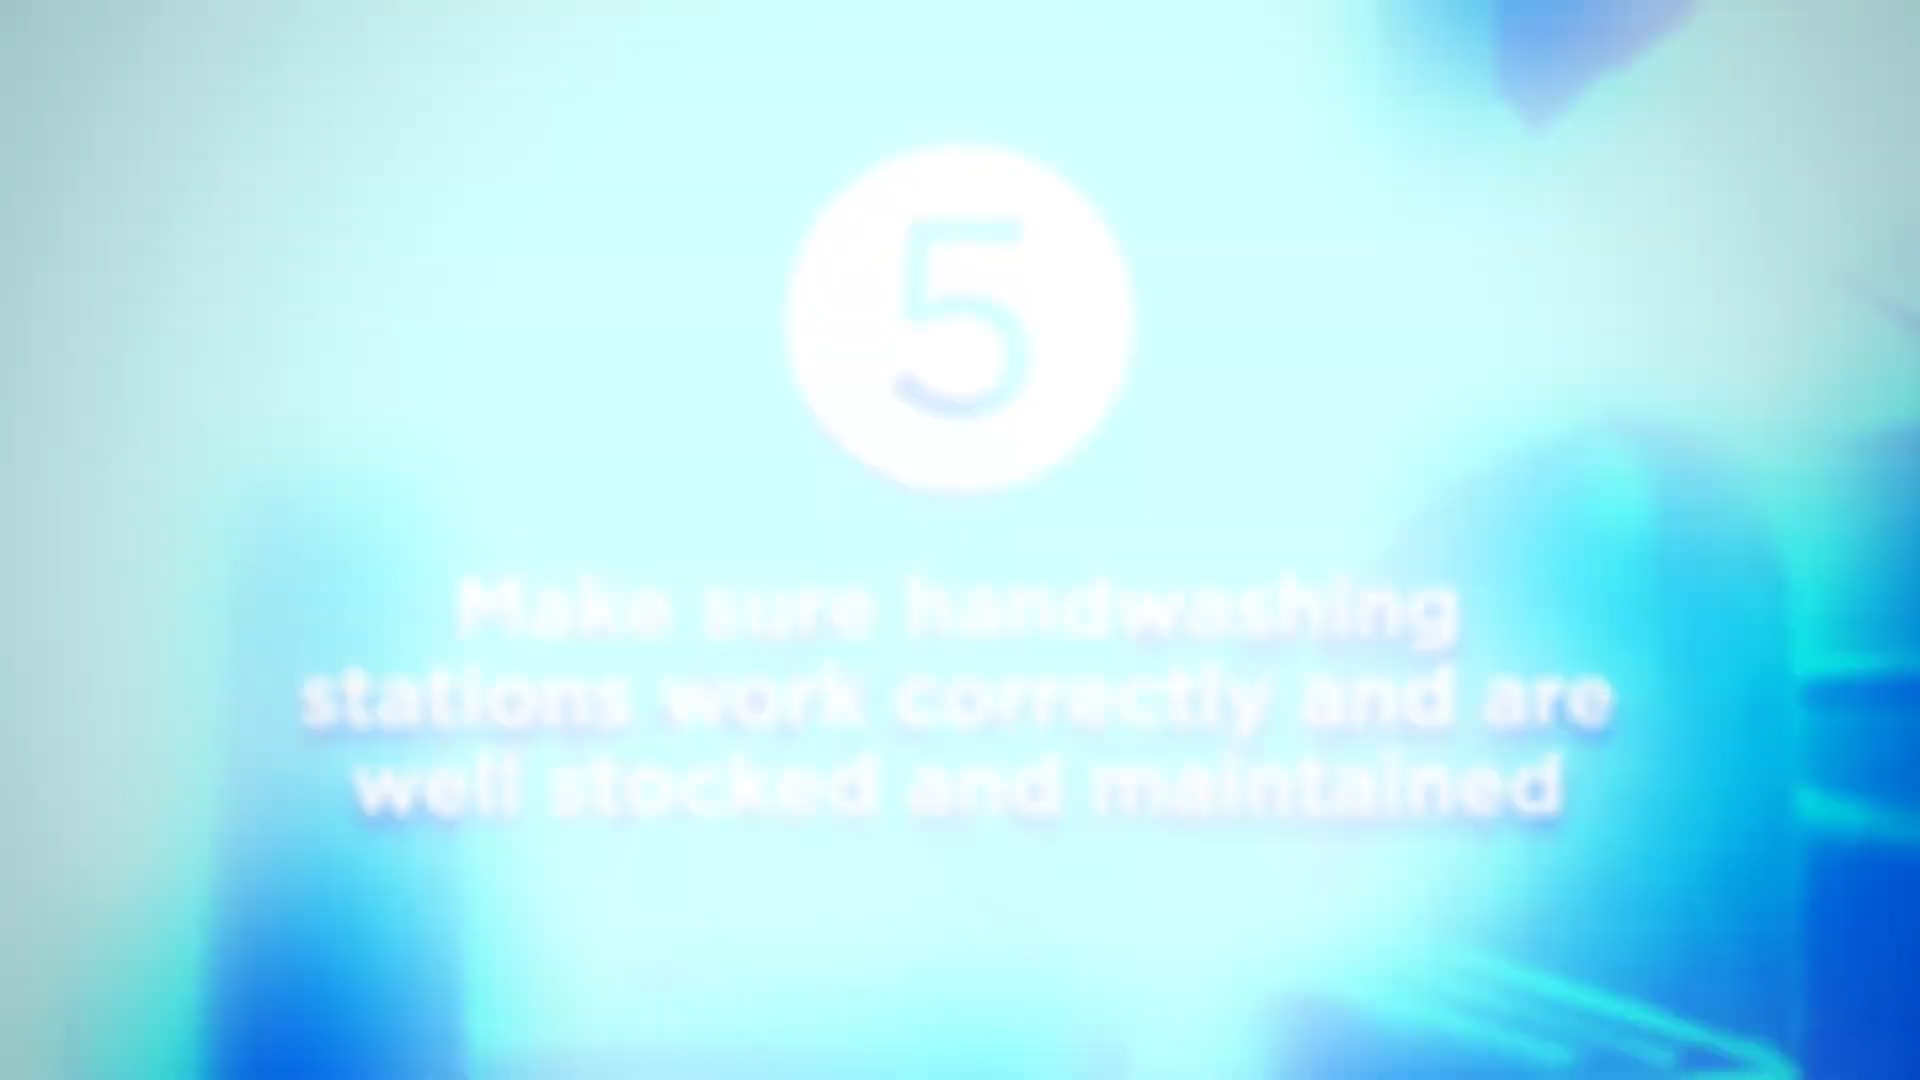 5
Make sure handwashing
stations work correctly and are
well stocked and maintained